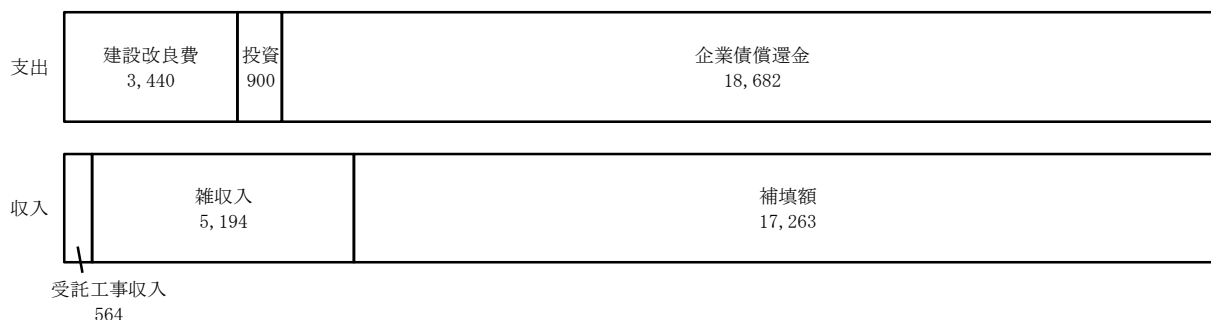 支出
建設改良費
3,440
投資
900
企業債償還金
18,682
収入
雑収入
5,194
補填額
17,263
受託工事収入
564